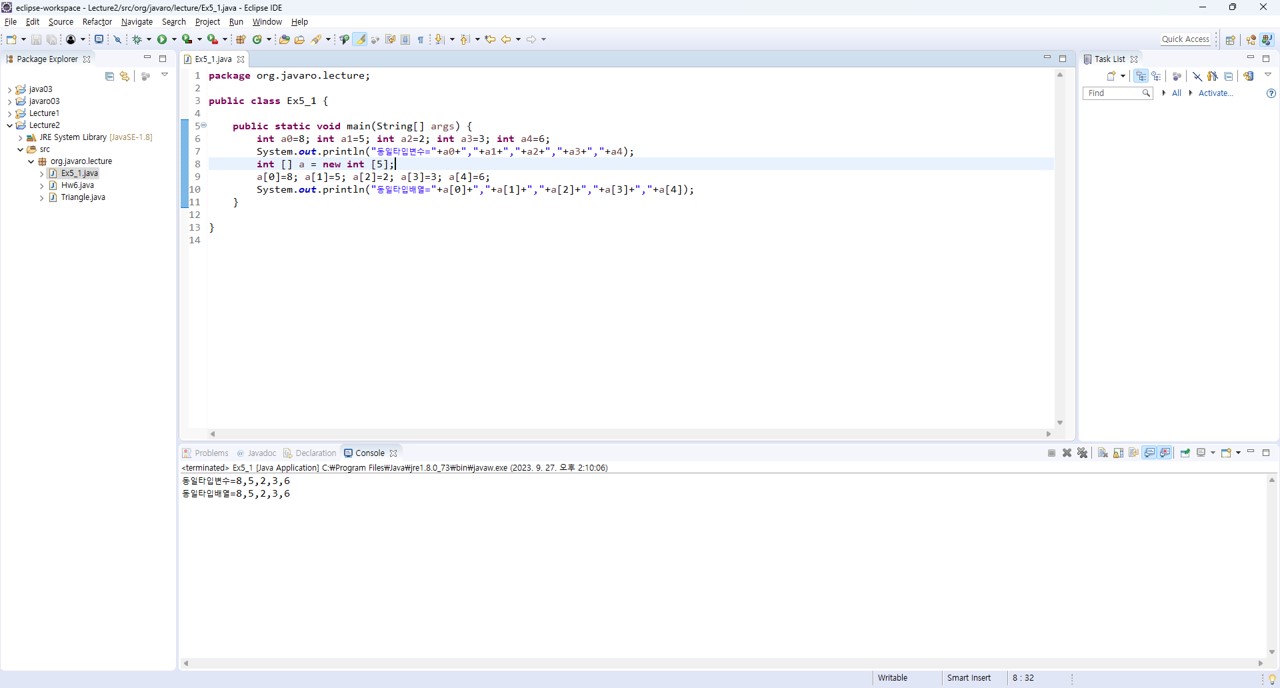 eclipse-workspace - Lecture2/src/org/javaro/lecture/Ex5_1.java - Eclipse IDE
File Edit Source Refactor Navigate Search Project Run Window Help
Quick Access
Package Explorer
java03
javaro03
Lecture1
Lecture2
JRE System Library [JavaSE-1.8]
src
org.javaro.lecture
Ex5_1.java
Hw6.java
Triangle.java
Ex5_1.java
1 package org.javaro.lecture;
2
3 public class Ex5_1 {
4
5 public static void main(String[] args) {
6 int a0=8; int a1=5; int a2=2; int a3=3; int a4=6;
7 System.out.println("동일타입변수="+a0+","+a1+","+a2+","+a3+","+a4);
8 int [] a = new int [5];
9 a[0]=8; a[1]=5; a[2]=2; a[3]=3; a[4]=6;
10 System.out.println("동일타입배열="+a[0]+","+a[1]+","+a[2]+","+a[3]+","+a[4]);
11 }
12
13 }
14
Task List
Find All Activate...
Problems Javadoc Declaration Console
<terminated> Ex5_1 [Java Application] C:₩Program Files₩Java₩jre1.8.0_73₩bin₩javaw.exe (2023. 9. 27. 오후 2:10:06)
동일타입변수=8,5,2,3,6
동일타입배열=8,5,2,3,6
Writable Smart Insert 8 : 32